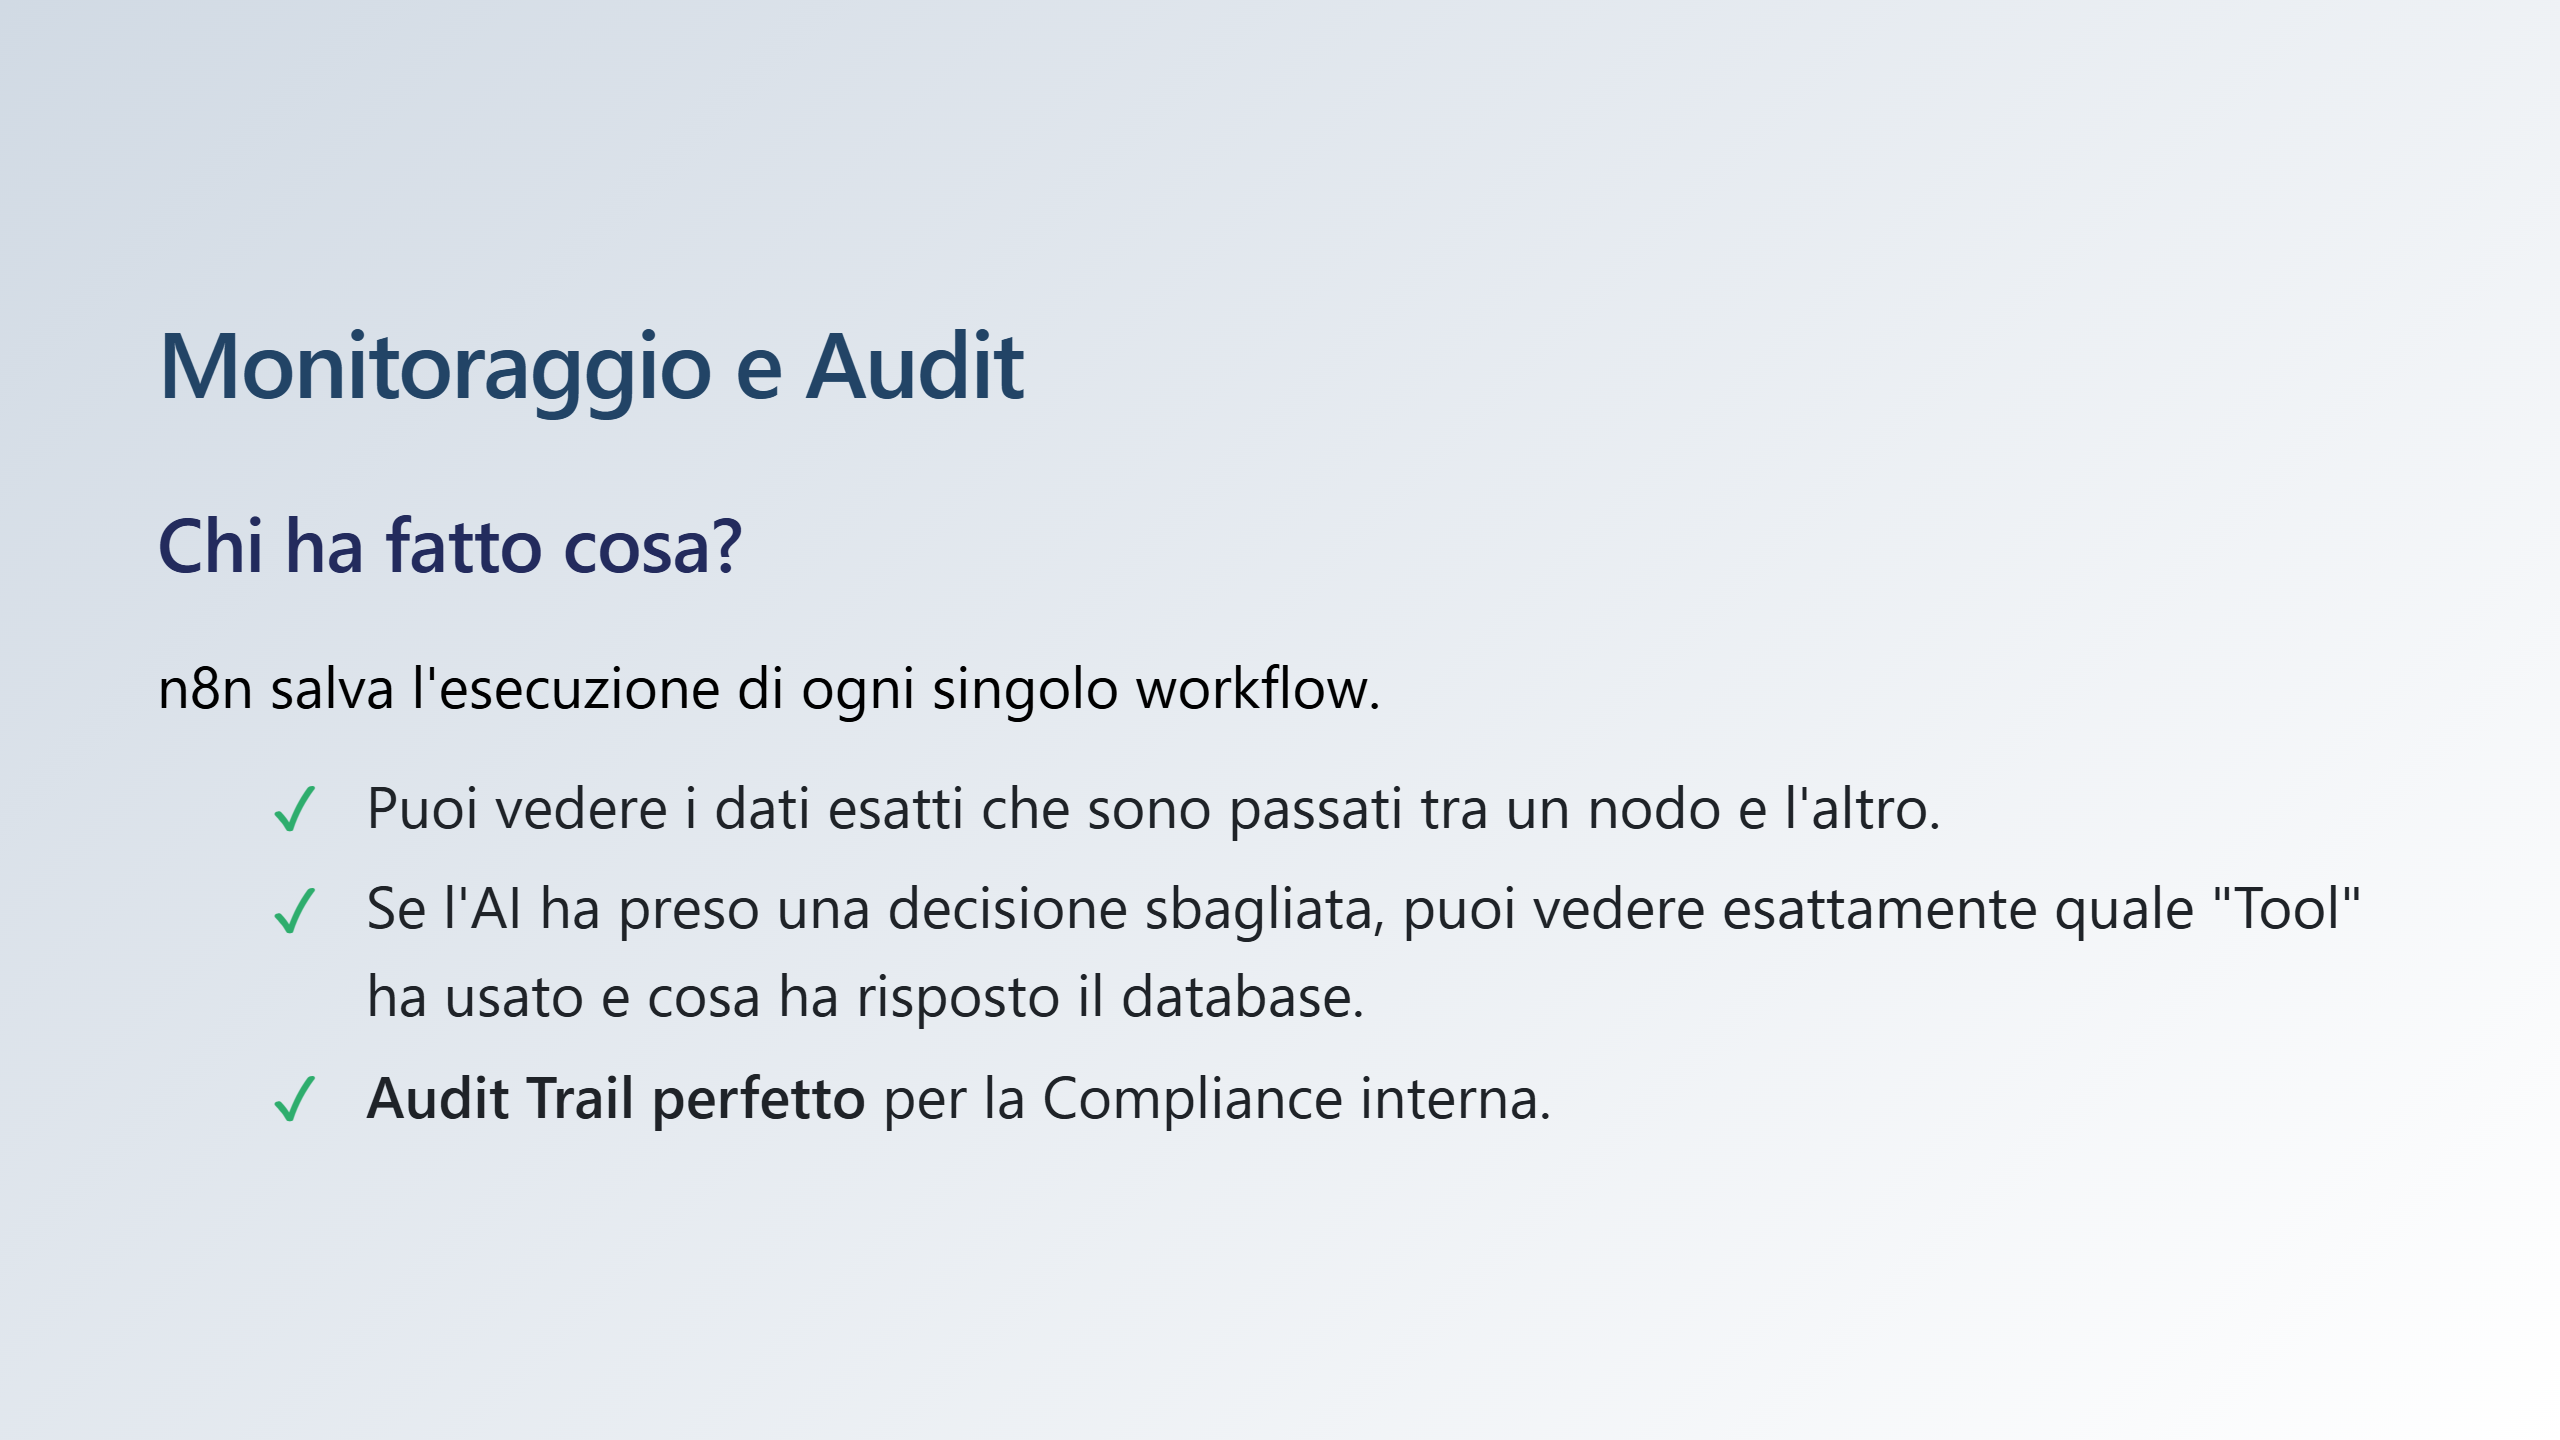 Monitoraggio e Audit
Chi ha fatto cosa?
n8n salva l'esecuzione di ogni singolo workflow.
✓ Puoi vedere i dati esatti che sono passati tra un nodo e l'altro.
✓ Se l'AI ha preso una decisione sbagliata, puoi vedere esattamente quale "Tool"
ha usato e cosa ha risposto il database.
✓ Audit Trail perfetto per la Compliance interna.